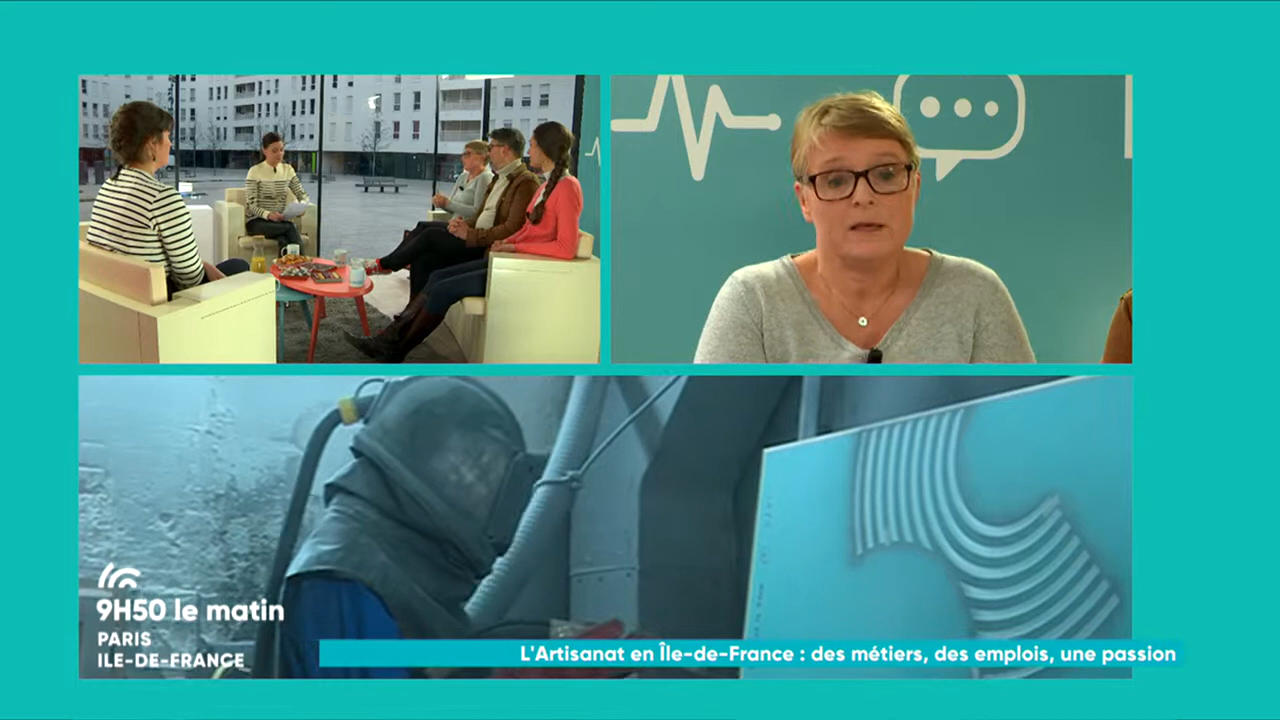 9H50 le matin
PARIS
ILE-DE-FRANCE
L'Artisanat en Île-de-France : des métiers, des emplois, une passion